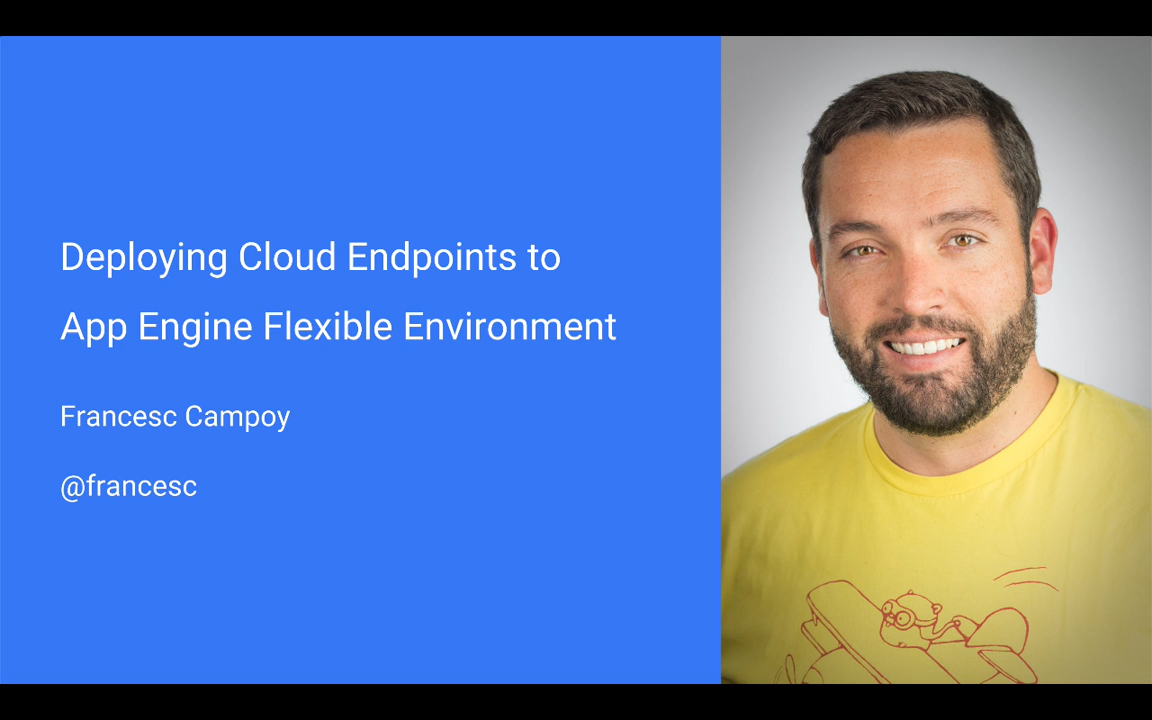 Deploying Cloud Endpoints to
App Engine Flexible Environment
Francesc Campoy
@francesc